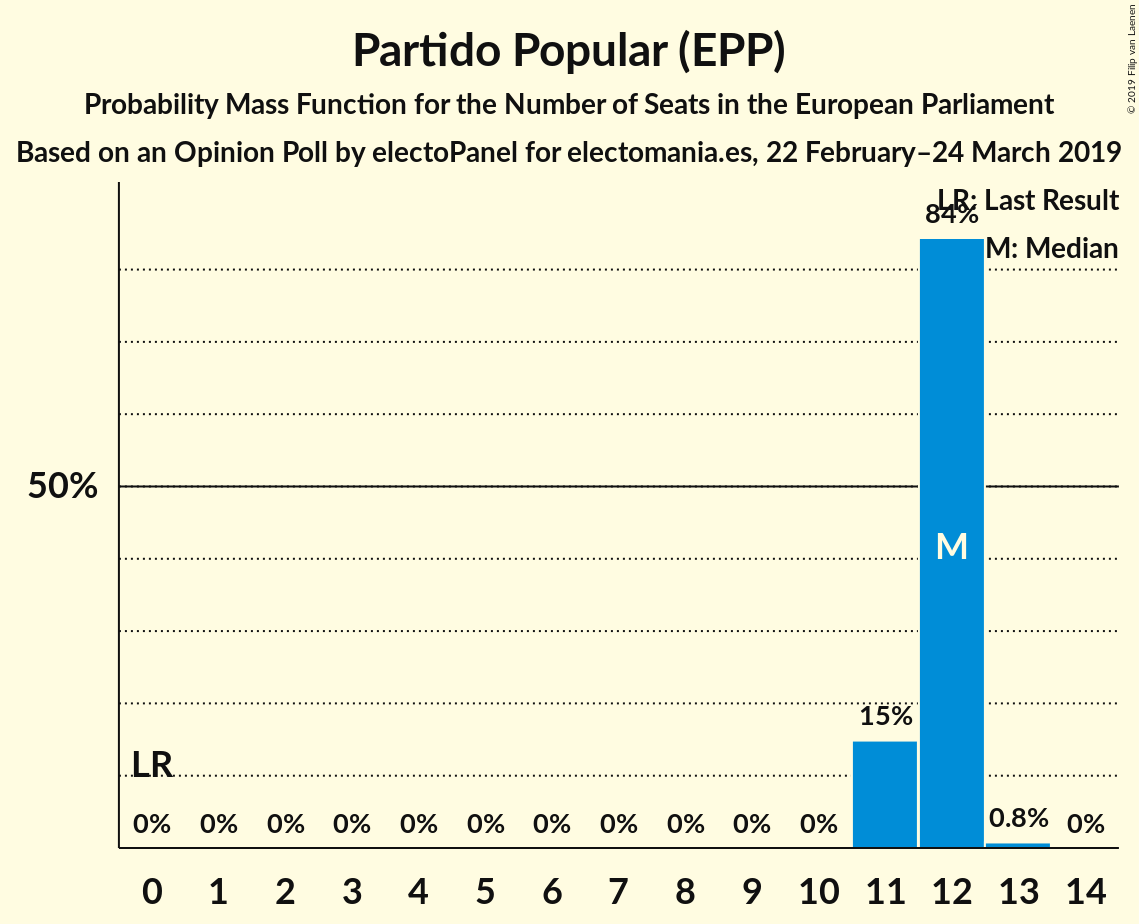 Partido Popular (EPP)
Probability Mass Function for the Number of Seats in the European Parliament
Based on an Opinion Poll by electoPanel for electomania.es, 22 February–24 March 2019
© 2019 Filip van Laenen
LR: Last Result
84%
M: Median
50%
M
15%
LR
0% 0% 0% 0% 0% 0% 0% 0% 0% 0% 0% 0.8% 0%
0 1 2 3 4 5 6 7 8 9 10 11 12 13 14